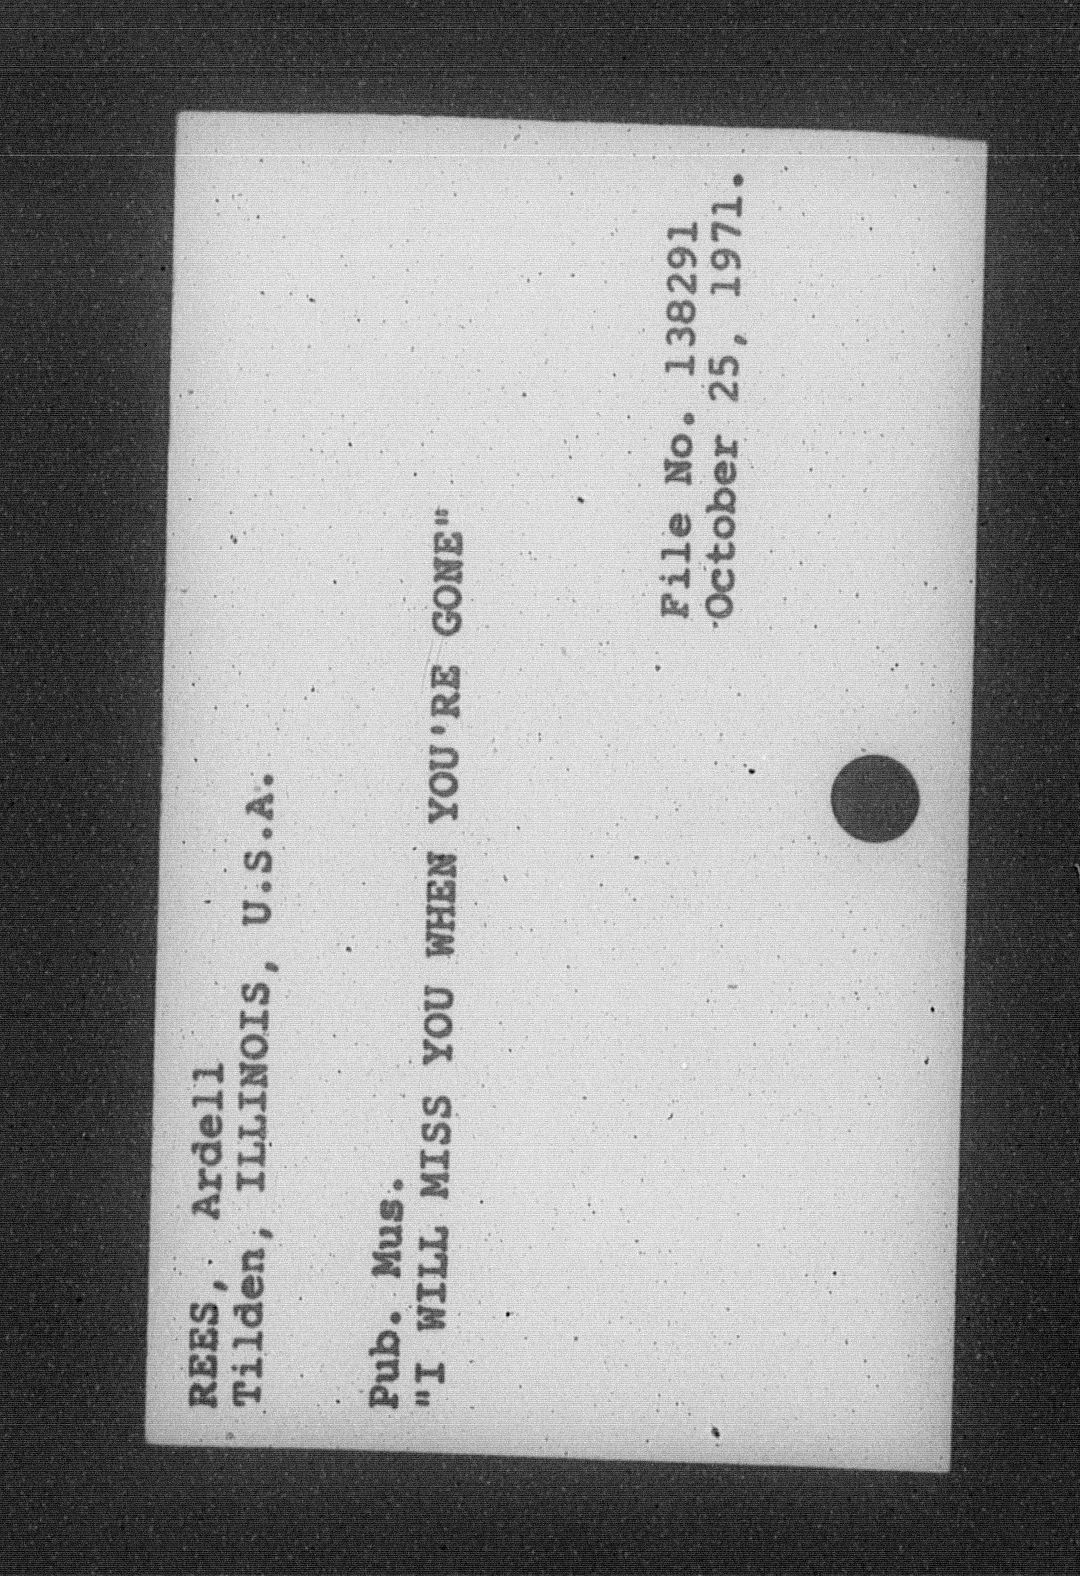 REES, Ardell
Tilden, ILLINOIS, U.S.A.
Pub. Mus.
"I WILL MISS YOU WHEN YOU'RE GONE"
File No. 138291
October 25, 1971.